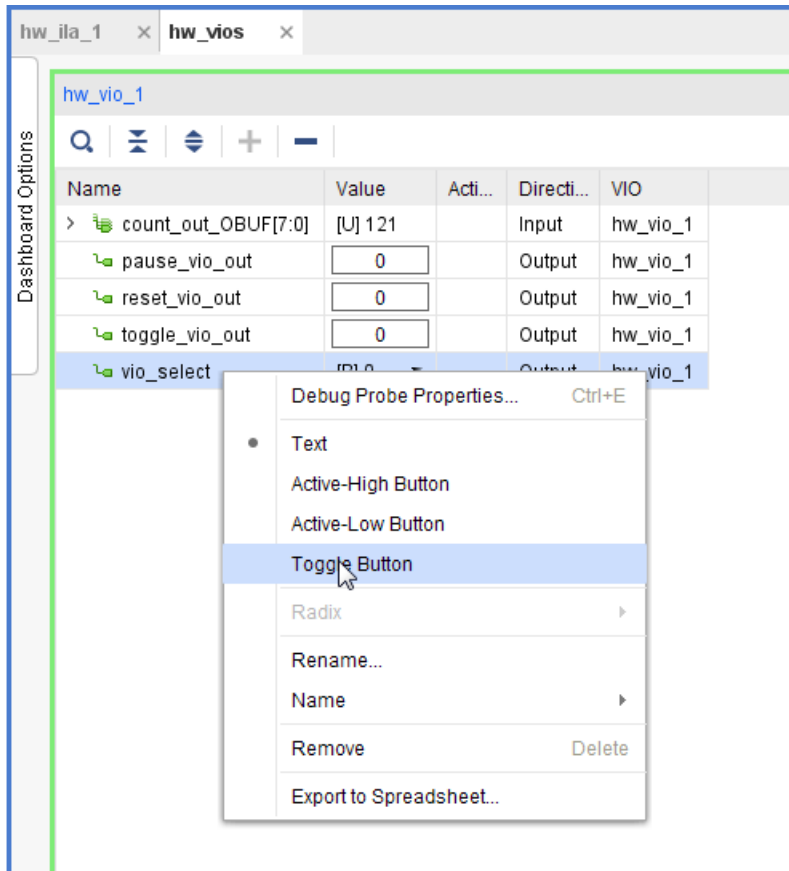 hw_ila_1 × hw_vios ×
Dashboard Options
hw_vio_1
Name Value Acti... Directi... VIO
> count_out_OBUF[7:0] [U] 121 Input hw_vio_1
pause_vio_out 0 Output hw_vio_1
reset_vio_out 0 Output hw_vio_1
toggle_vio_out 0 Output hw_vio_1
vio_select [B] 0 Output hw_vio_1
Debug Probe Properties... Ctrl+E
Text
Active-High Button
Active-Low Button
Toggle Button
Radix
Rename...
Name
Remove Delete
Export to Spreadsheet...